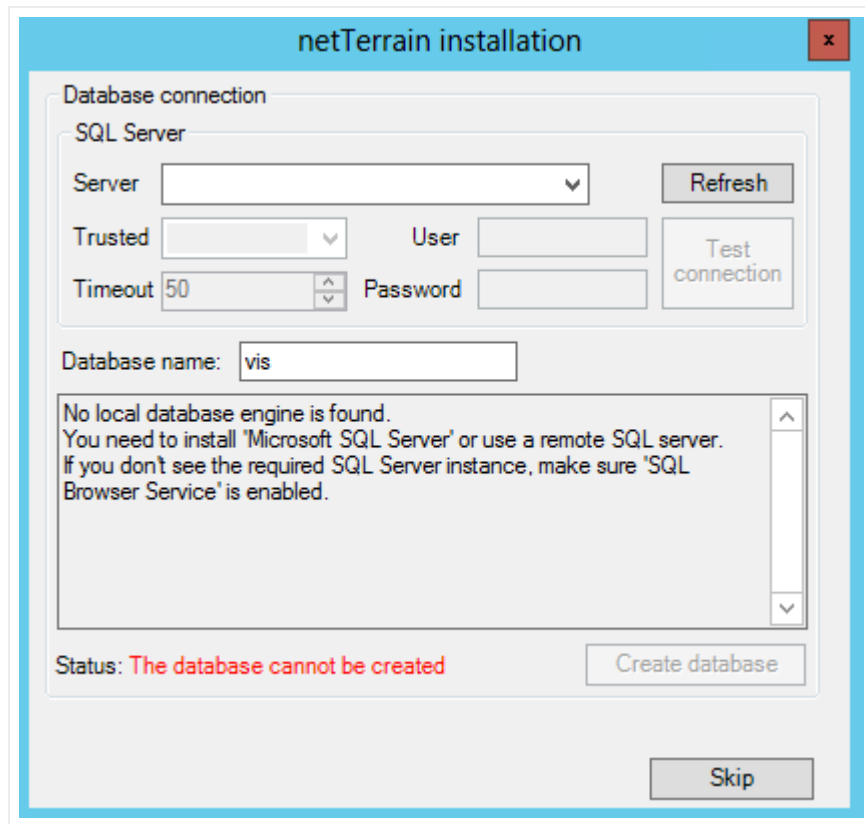 netTerrain installation
x
Database connection
SQL Server
Server
Refresh
Trusted
User
Test
connection
Timeout 50
Password
Database name: vis
No local database engine is found.
You need to install 'Microsoft SQL Server' or use a remote SQL server.
If you don't see the required SQL Server instance, make sure 'SQL
Browser Service' is enabled.
Status: The database cannot be created
Create database
Skip